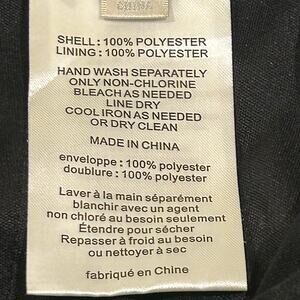 CHINA
SHELL: 100% POLYESTER
LINING: 100% POLYESTER
HAND WASH SEPARATELY
ONLY NON-CHLORINE
BLEACH AS NEEDED
LINE DRY
COOL IRON AS NEEDED
OR DRY CLEAN
MADE IN CHINA
enveloppe: 100% polyester
doublure: 100% polyester
Laver à la main séparément
blanchir avec un agent
non chloré au besoin seulement
Étendre pour sécher
Repasser à froid au besoin
ou nettoyer à sec
fabriqué en Chine